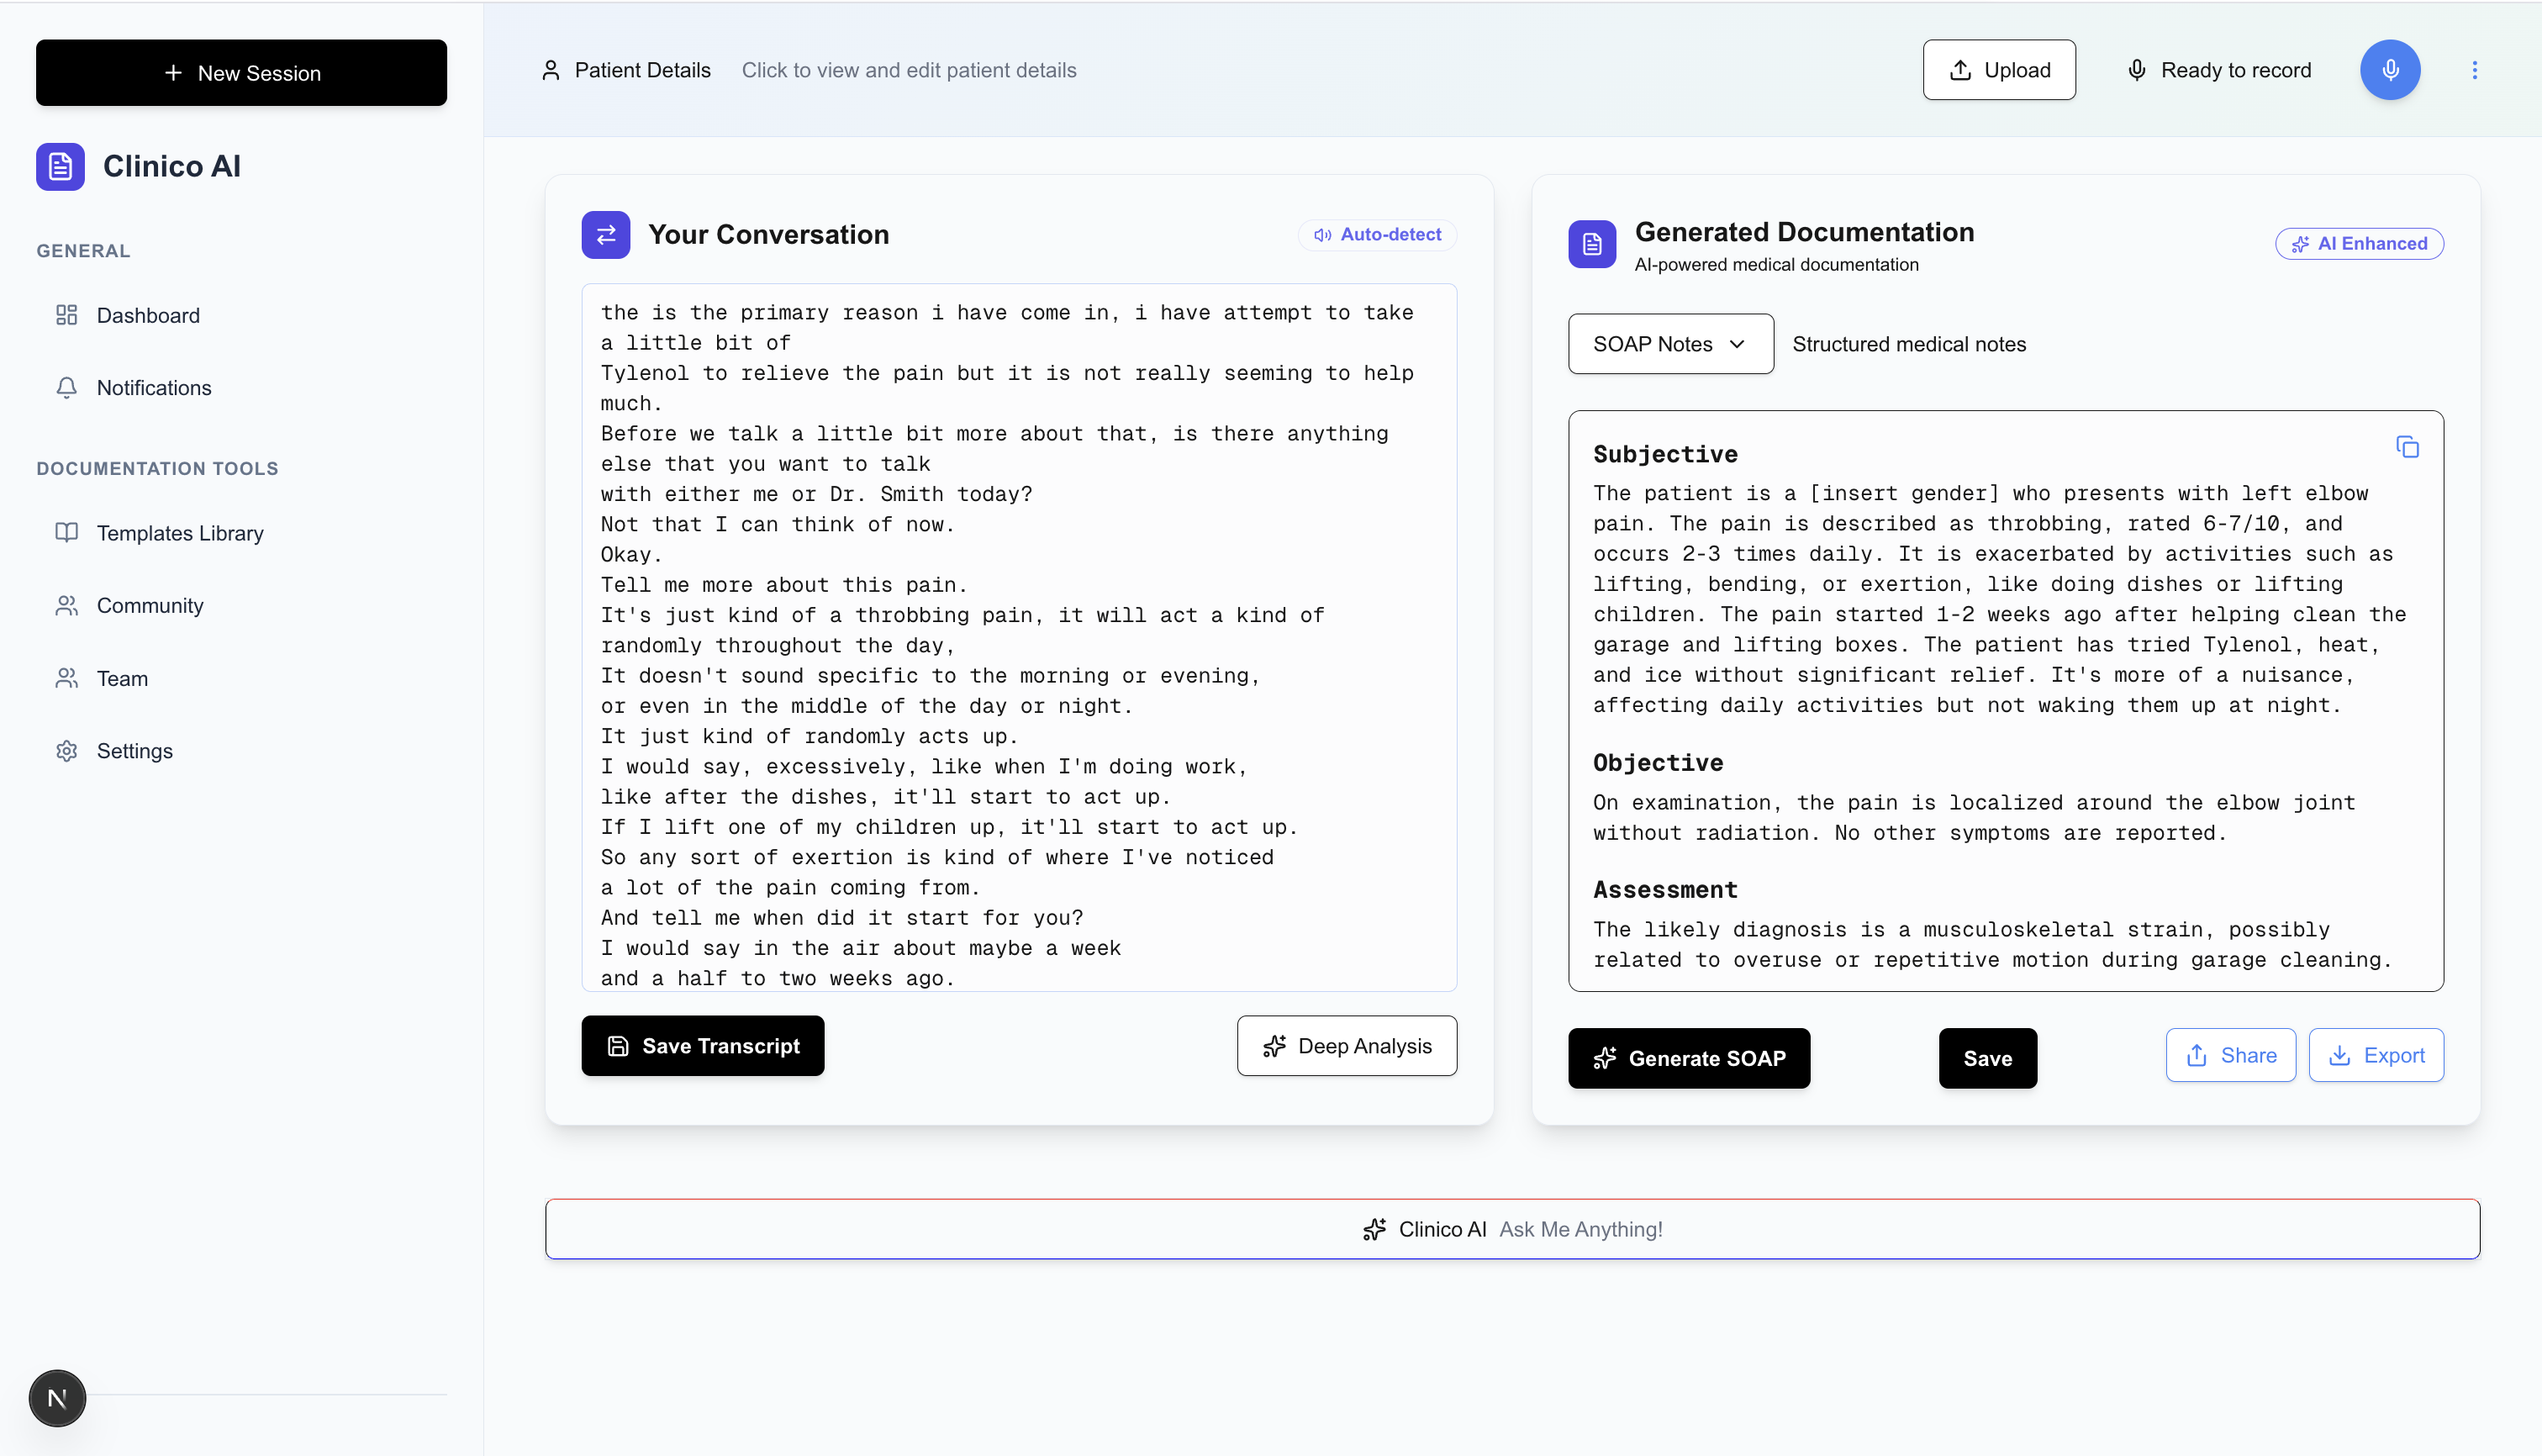 New Session
Clinico AI
GENERAL
Dashboard
Notifications
DOCUMENTATION TOOLS
Templates Library
Community
Team
Settings
N
Patient Details Click to view and edit patient details
Upload
Ready to record
Your Conversation
Auto-detect
the is the primary reason i have come in, i have attempt to take
a little bit of
Tylenol to relieve the pain but it is not really seeming to help
much.
Before we talk a little bit more about that, is there anything
else that you want to talk
with either me or Dr. Smith today?
Not that I can think of now.
Okay.
Tell me more about this pain.
It's just kind of a throbbing pain, it will act a kind of
randomly throughout the day,
It doesn't sound specific to the morning or evening,
or even in the middle of the day or night.
It just kind of randomly acts up.
I would say, excessively, like when I'm doing work,
like after the dishes, it'll start to act up.
If I lift one of my children up, it'll start to act up.
So any sort of exertion is kind of where I've noticed
a lot of the pain coming from.
And tell me when did it start for you?
I would say in the air about maybe a week
and a half to two weeks ago.
Save Transcript
Deep Analysis
Generated Documentation
AI-powered medical documentation
AI Enhanced
SOAP Notes
Structured medical notes
Subjective
The patient is a [insert gender] who presents with left elbow
pain. The pain is described as throbbing, rated 6-7/10, and
occurs 2-3 times daily. It is exacerbated by activities such as
lifting, bending, or exertion, like doing dishes or lifting
children. The pain started 1-2 weeks ago after helping clean the
garage and lifting boxes. The patient has tried Tylenol, heat,
and ice without significant relief. It's more of a nuisance,
affecting daily activities but not waking them up at night.
Objective
On examination, the pain is localized around the elbow joint
without radiation. No other symptoms are reported.
Assessment
The likely diagnosis is a musculoskeletal strain, possibly
related to overuse or repetitive motion during garage cleaning.
Generate SOAP
Save
Share
Export
Clinico AI Ask Me Anything!